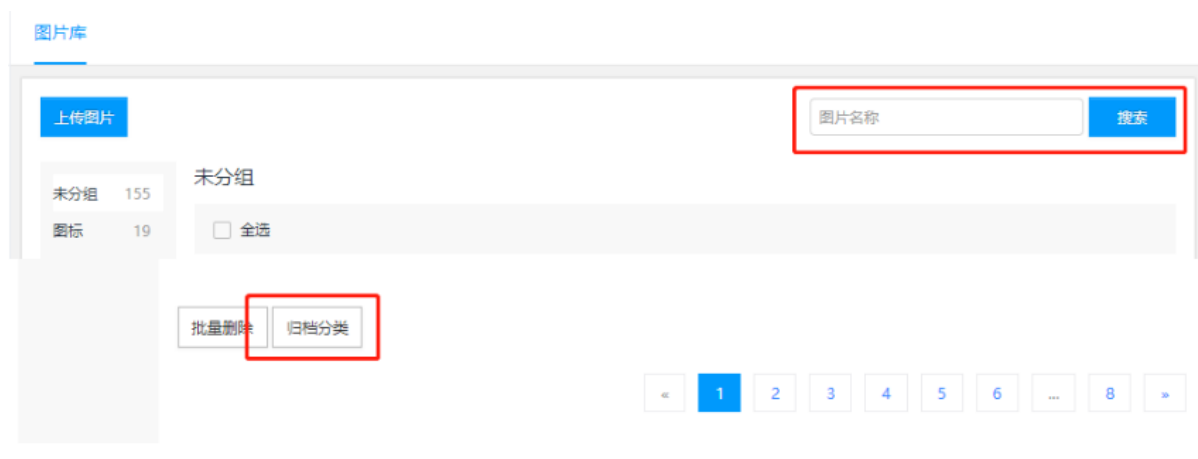 图片库
上传图片 图片名称 搜索
未分组 155 未分组
图标 19 全选
批量删除 归档分类
« 1 2 3 4 5 6 ... 8 »